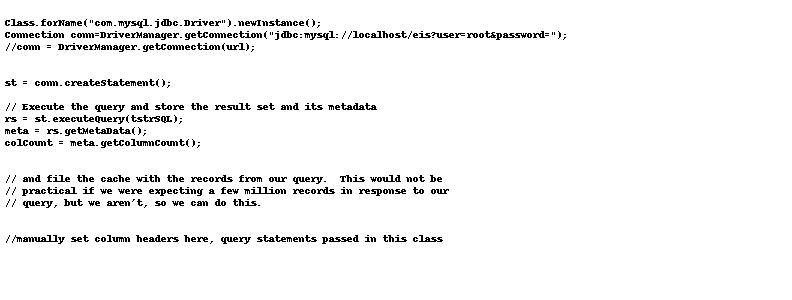 Class.forName("com.mysql.jdbc.Driver").newInstance();
Connection conn=DriverManager.getConnection("jdbc:mysql://localhost/eis?user=root&password=");
//conn = DriverManager.getConnection(url);
st = conn.createStatement();
// Execute the query and store the result set and its metadata
rs = st.executeQuery(tstrSQL);
meta = rs.getMetaData();
colCount = meta.getColumnCount();
// and file the cache with the records from our query.  This would not be
// practical if we were expecting a few million records in response to our
// query, but we aren't, so we can do this.
//manually set column headers here, query statements passed in this class